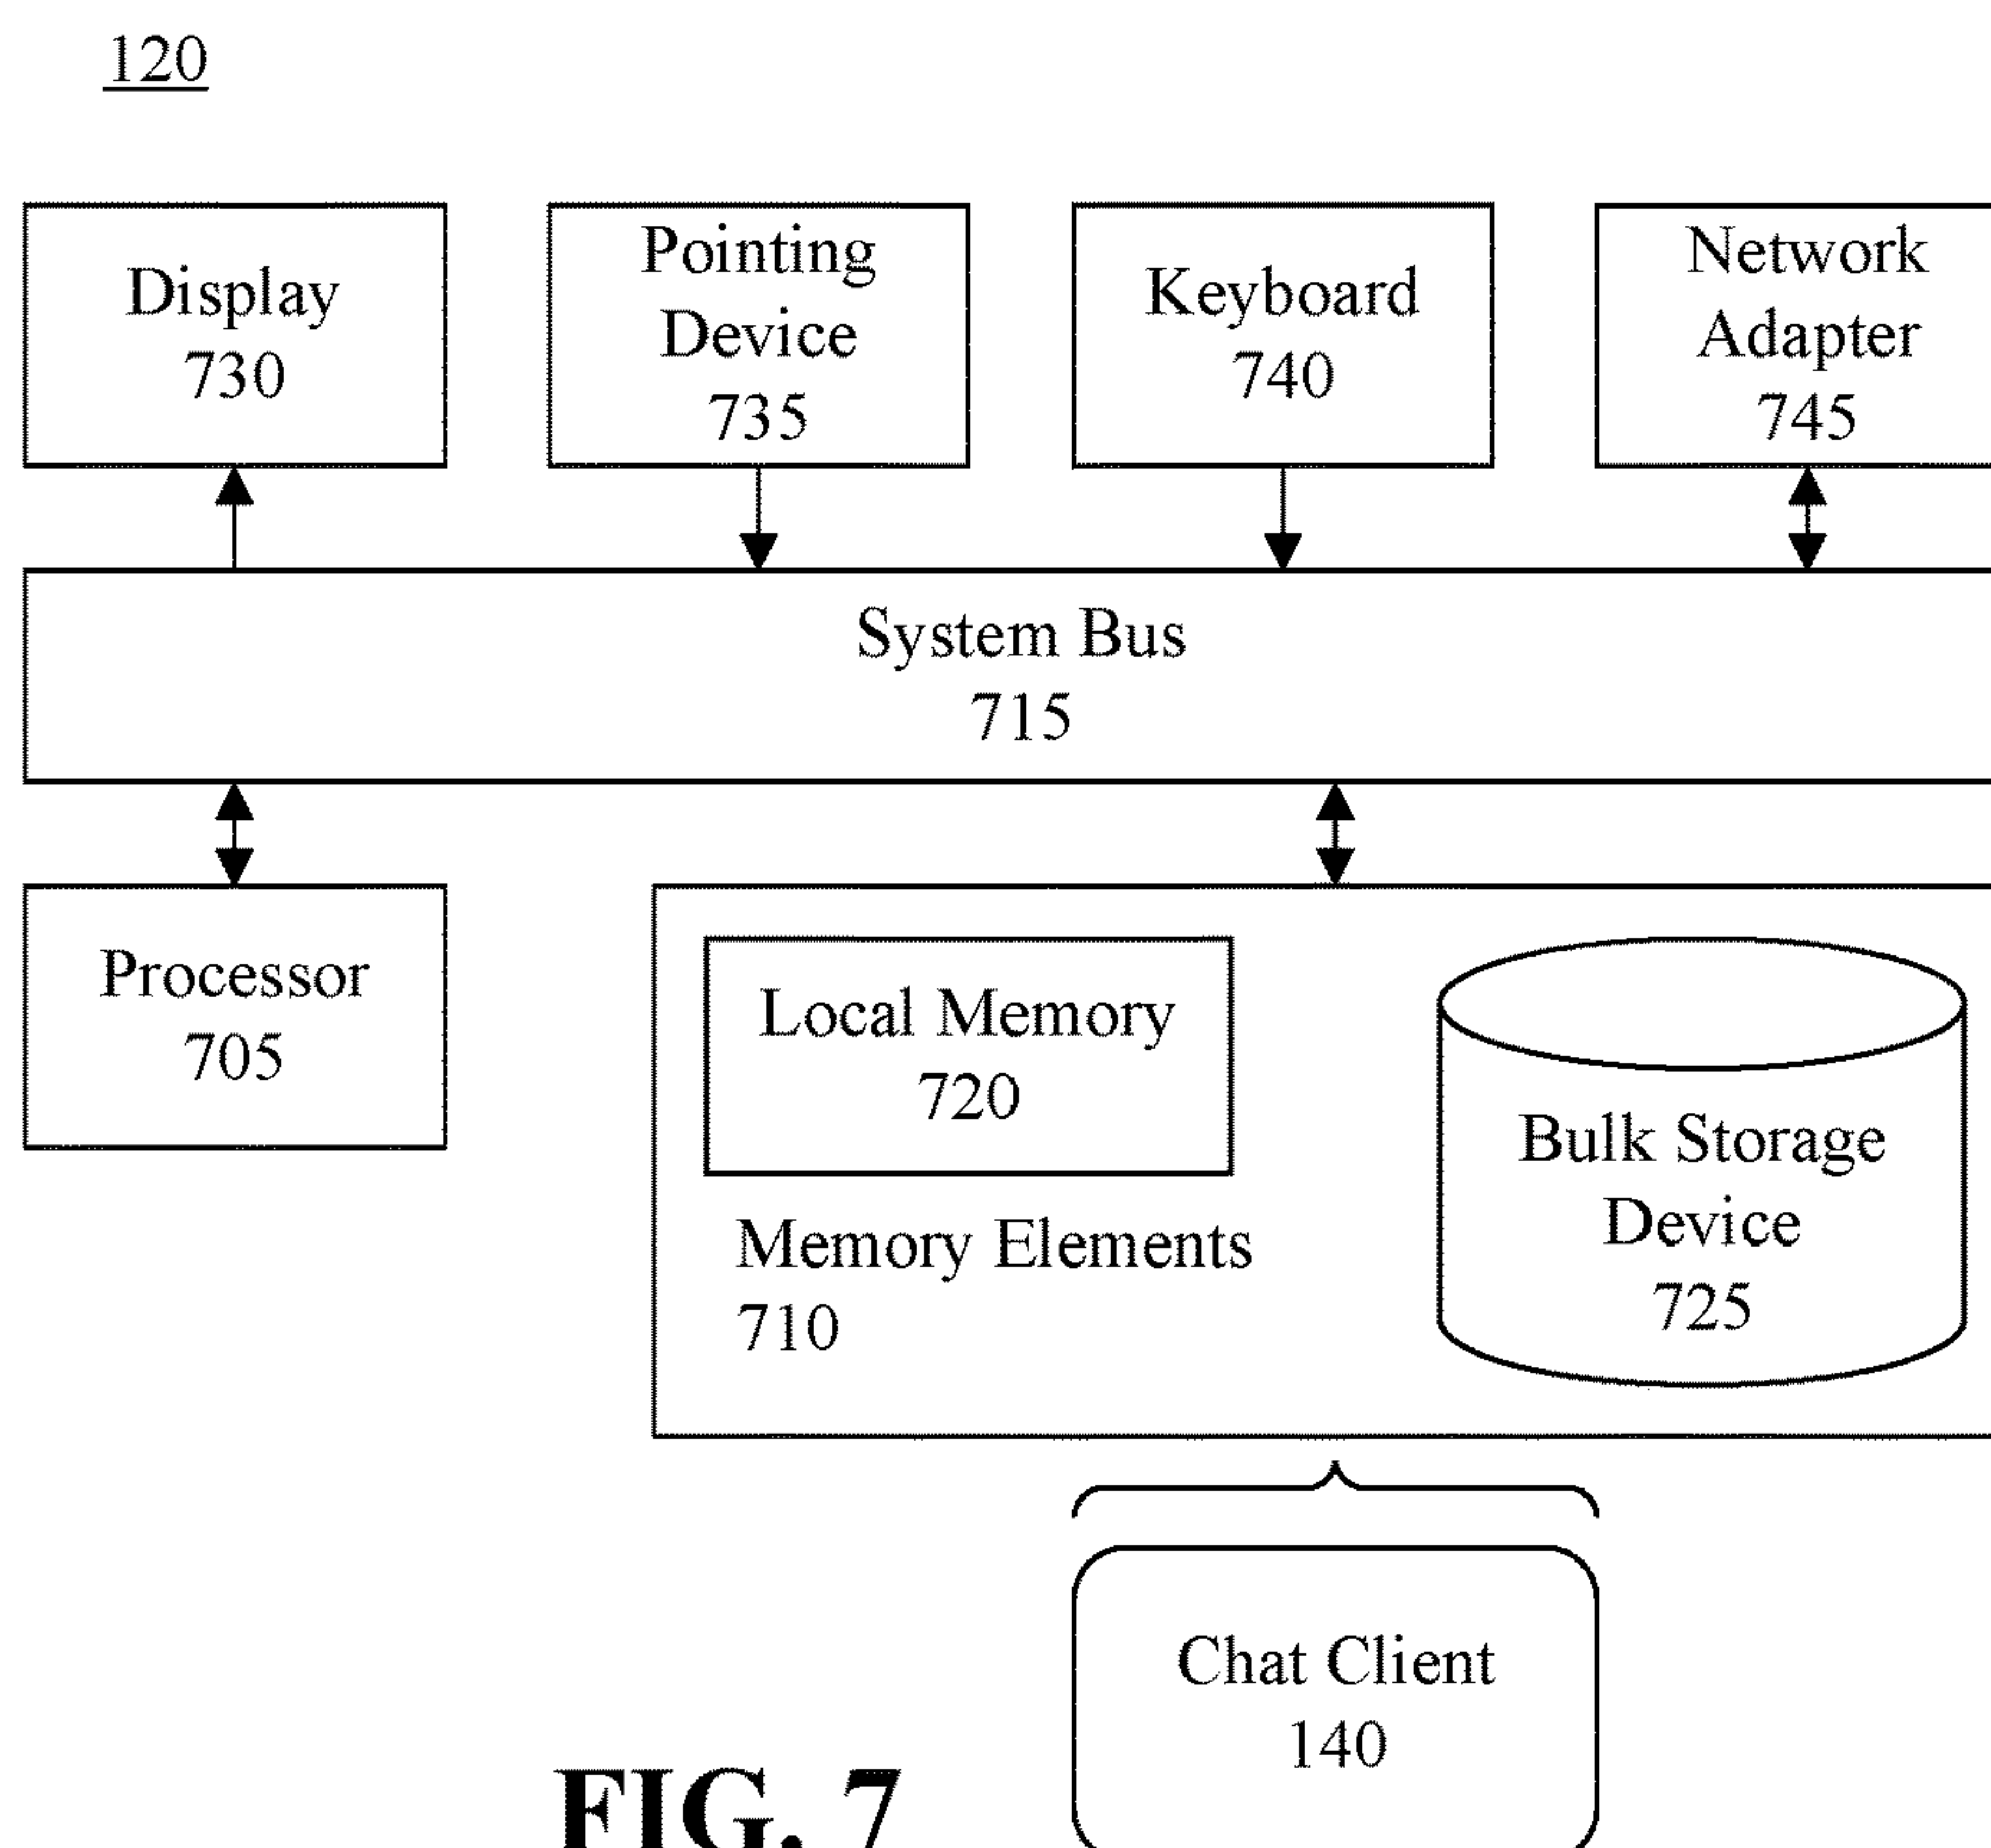 120
Display
730
Pointing
Device
735
Keyboard
740
Network
Adapter
745
System Bus
715
Processor
705
Local Memory
720
Memory Elements
710
Bulk Storage
Device
725
Chat Client
140
FIG. 7